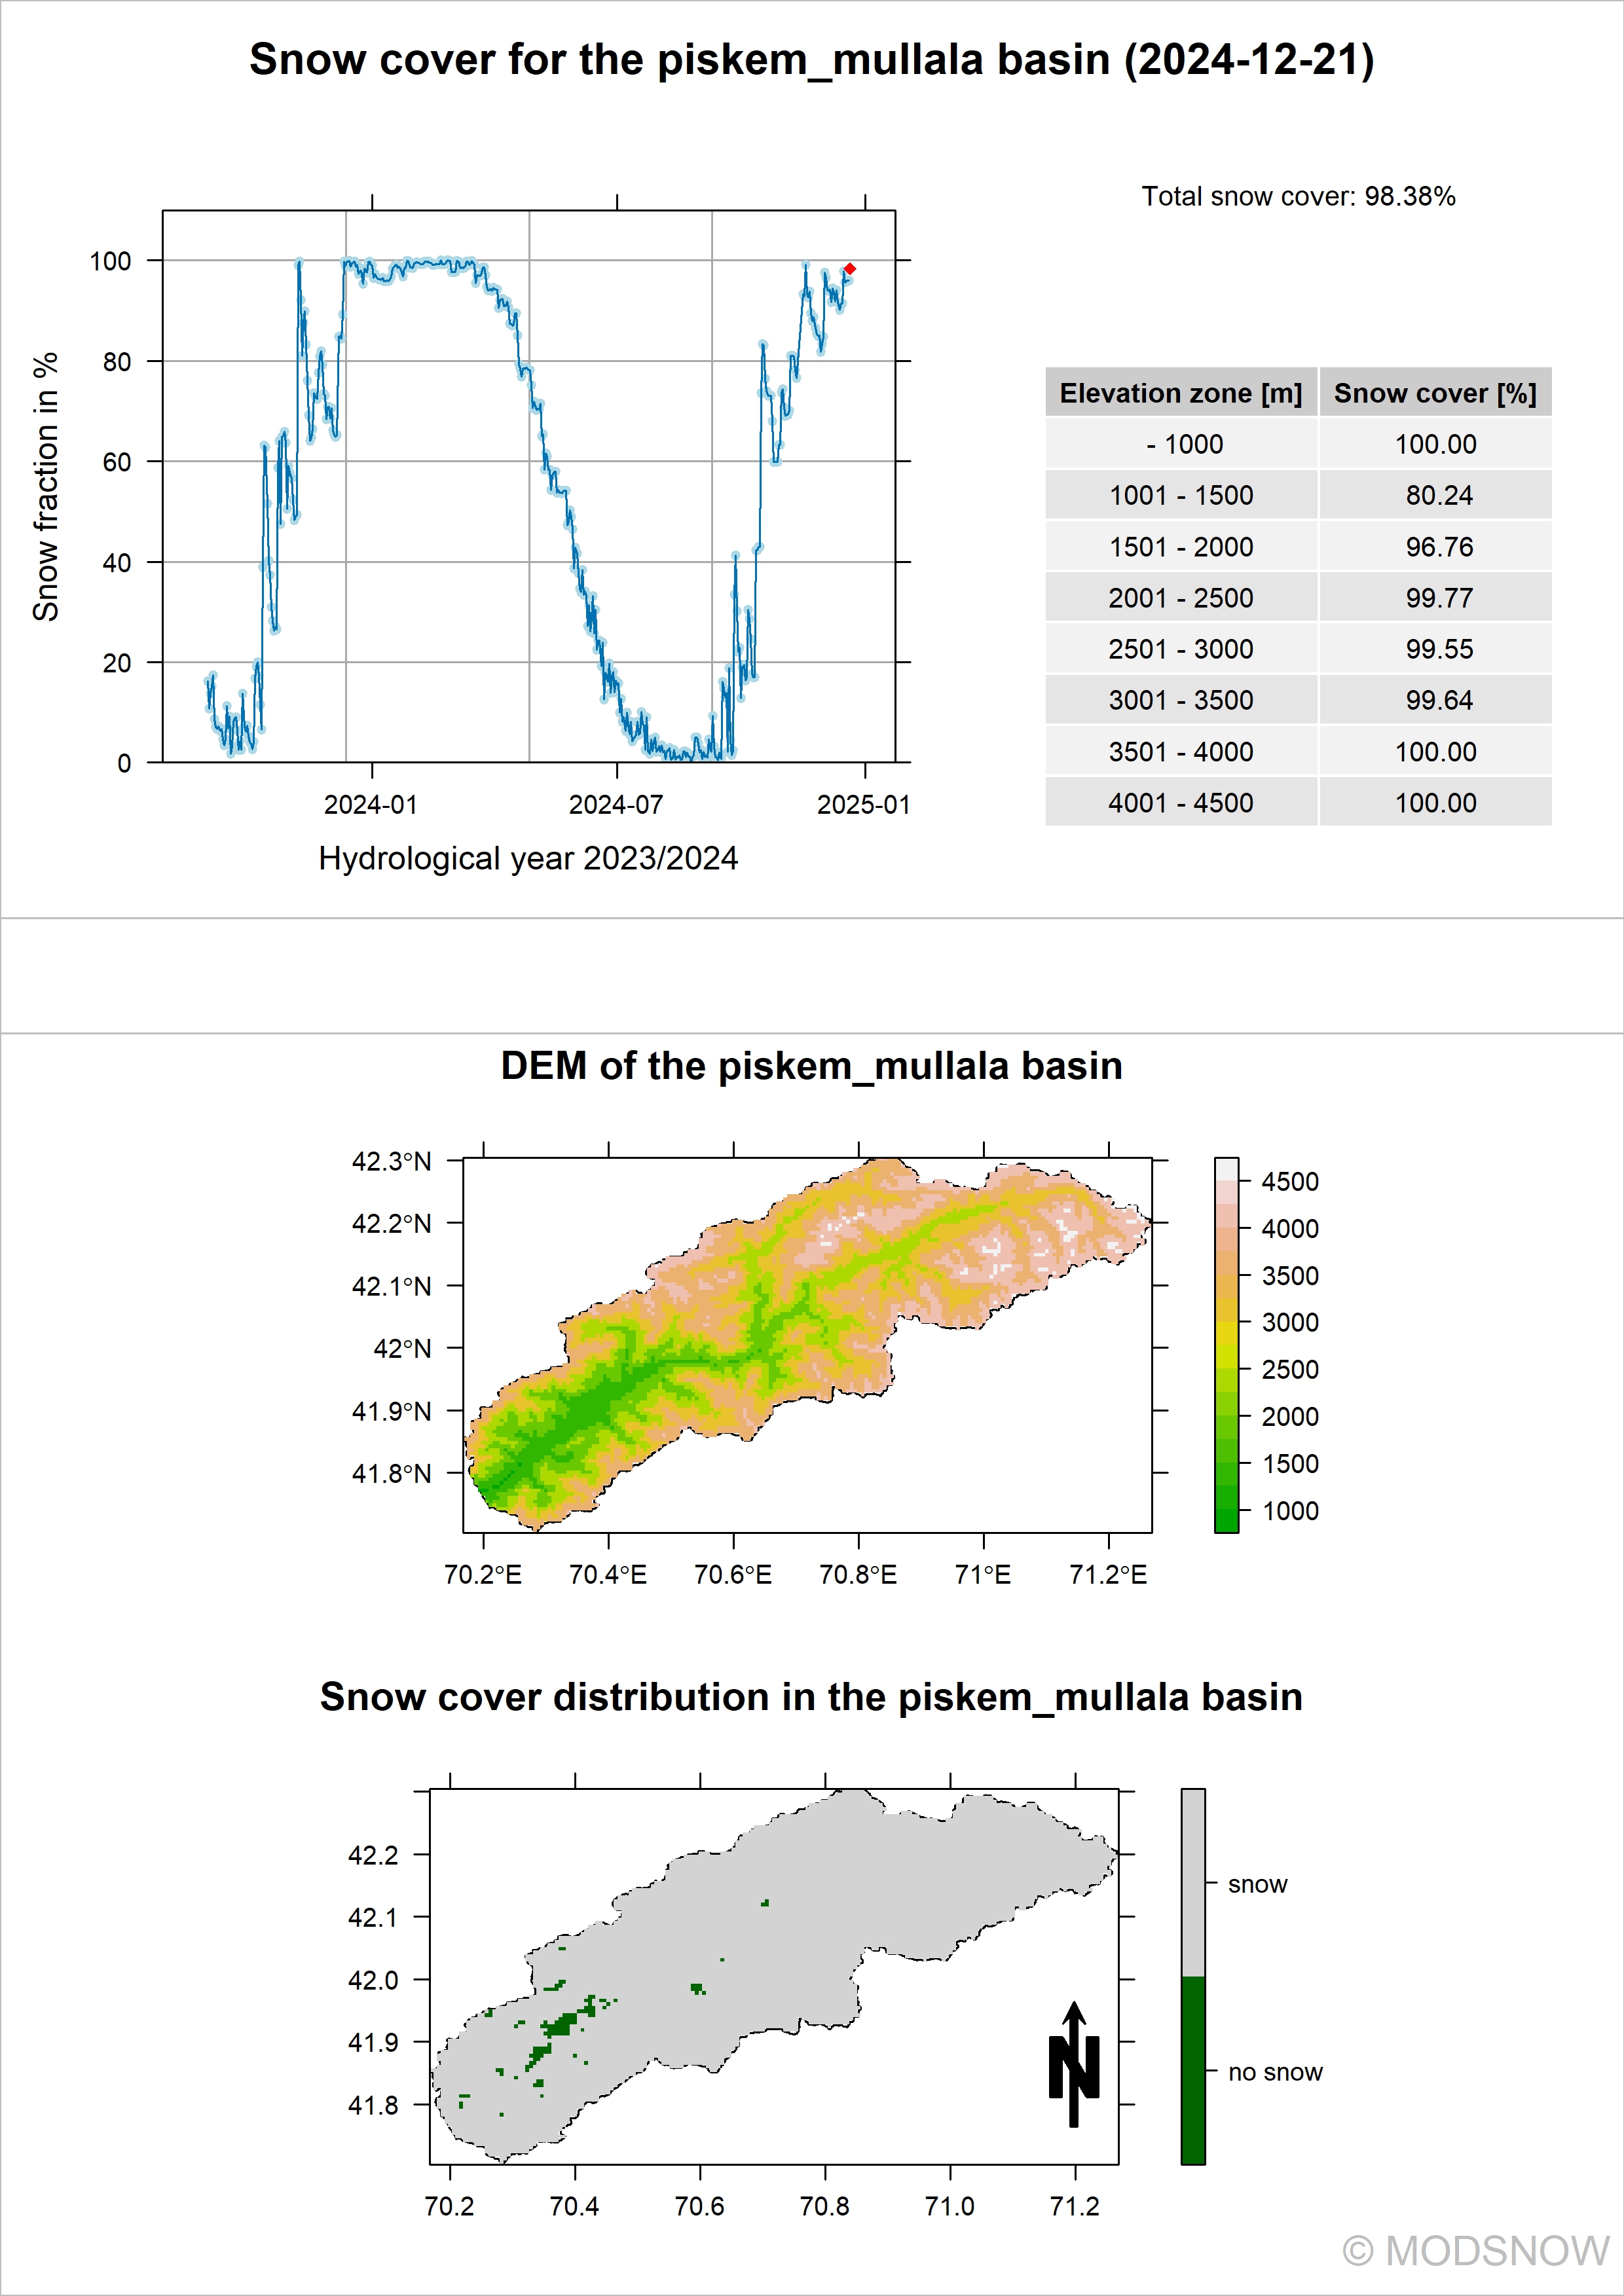 Snow cover for the piskem_mullala basin (2024-12-21)
Total snow cover: 98.38%
Snow fraction in %
100
80
60
40
20
0
2024-01 2024-07 2025-01
Hydrological year 2023/2024
Elevation zone [m] Snow cover [%]
- 1000 100.00
1001 - 1500 80.24
1501 - 2000 96.76
2001 - 2500 99.77
2501 - 3000 99.55
3001 - 3500 99.64
3501 - 4000 100.00
4001 - 4500 100.00
DEM of the piskem_mullala basin
42.3°N
42.2°N
42.1°N
42°N
41.9°N
41.8°N
70.2°E 70.4°E 70.6°E 70.8°E 71°E 71.2°E
4500
4000
3500
3000
2500
2000
1500
1000
Snow cover distribution in the piskem_mullala basin
42.2
42.1
42.0
41.9
41.8
70.2 70.4 70.6 70.8 71.0 71.2
N
snow
no snow
© MODSNOW